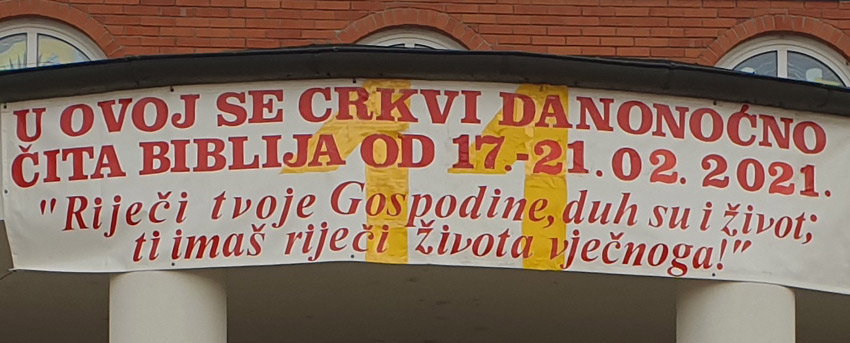 U OVOJ SE CRKVI DANONOĆNO
ČITA BIBLIJA OD 17.-21.02. 2021.
"Riječi tvoje Gospodine, duh su i život;
ti imaš riječi života vječnoga!"
11